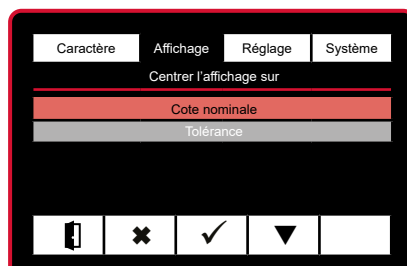 Caractère Affichage Réglage Système
Centrer l'affichage sur
Cote nominale
Tolérance